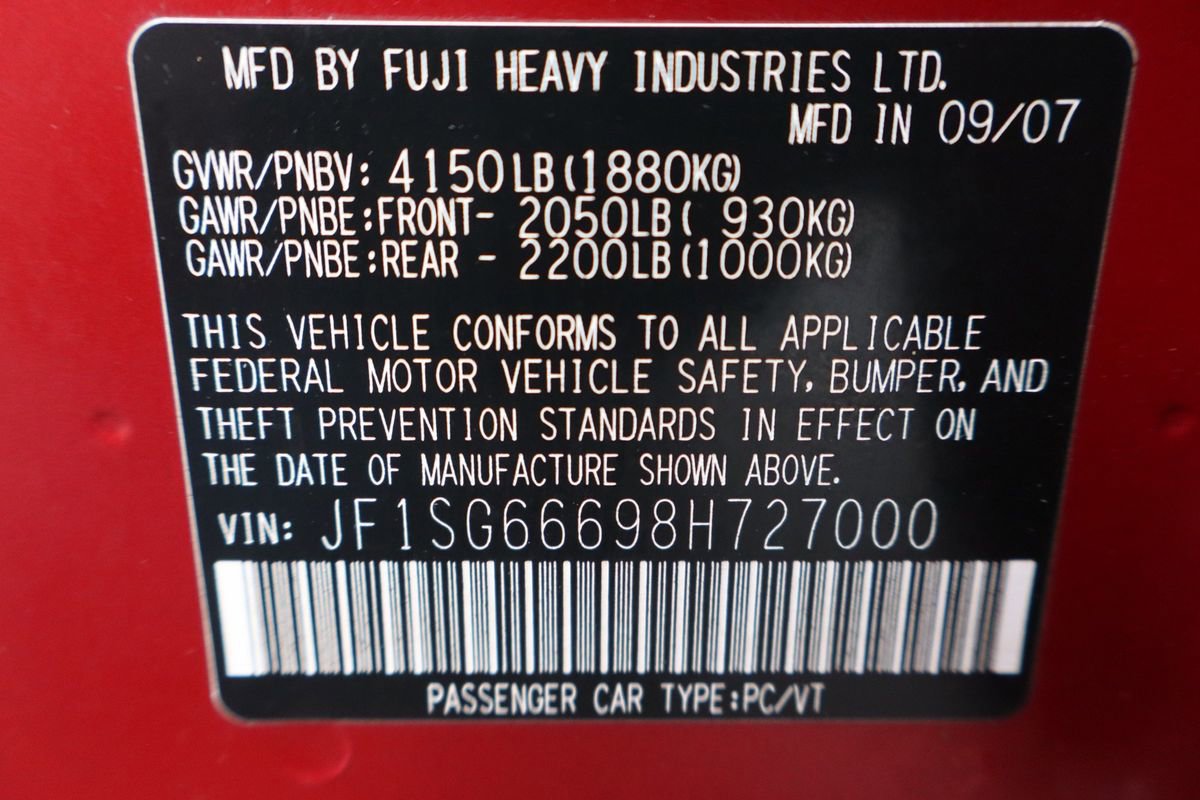 MFD BY FUJI HEAVY INDUSTRIES LTD.
MFD IN 09/07
GVWR/PNBV: 4150LB(1880KG)
GAWR/PNBE:FRONT- 2050LB( 930KG)
GAWR/PNBE:REAR - 2200LB(1000KG)
THIS VEHICLE CONFORMS TO ALL APPLICABLE
FEDERAL MOTOR VEHICLE SAFETY, BUMPER, AND
THEFT PREVENTION STANDARDS IN EFFECT ON
THE DATE OF MANUFACTURE SHOWN ABOVE.
VIN: JF1SG66698H727000
PASSENGER CAR TYPE:PC/VT